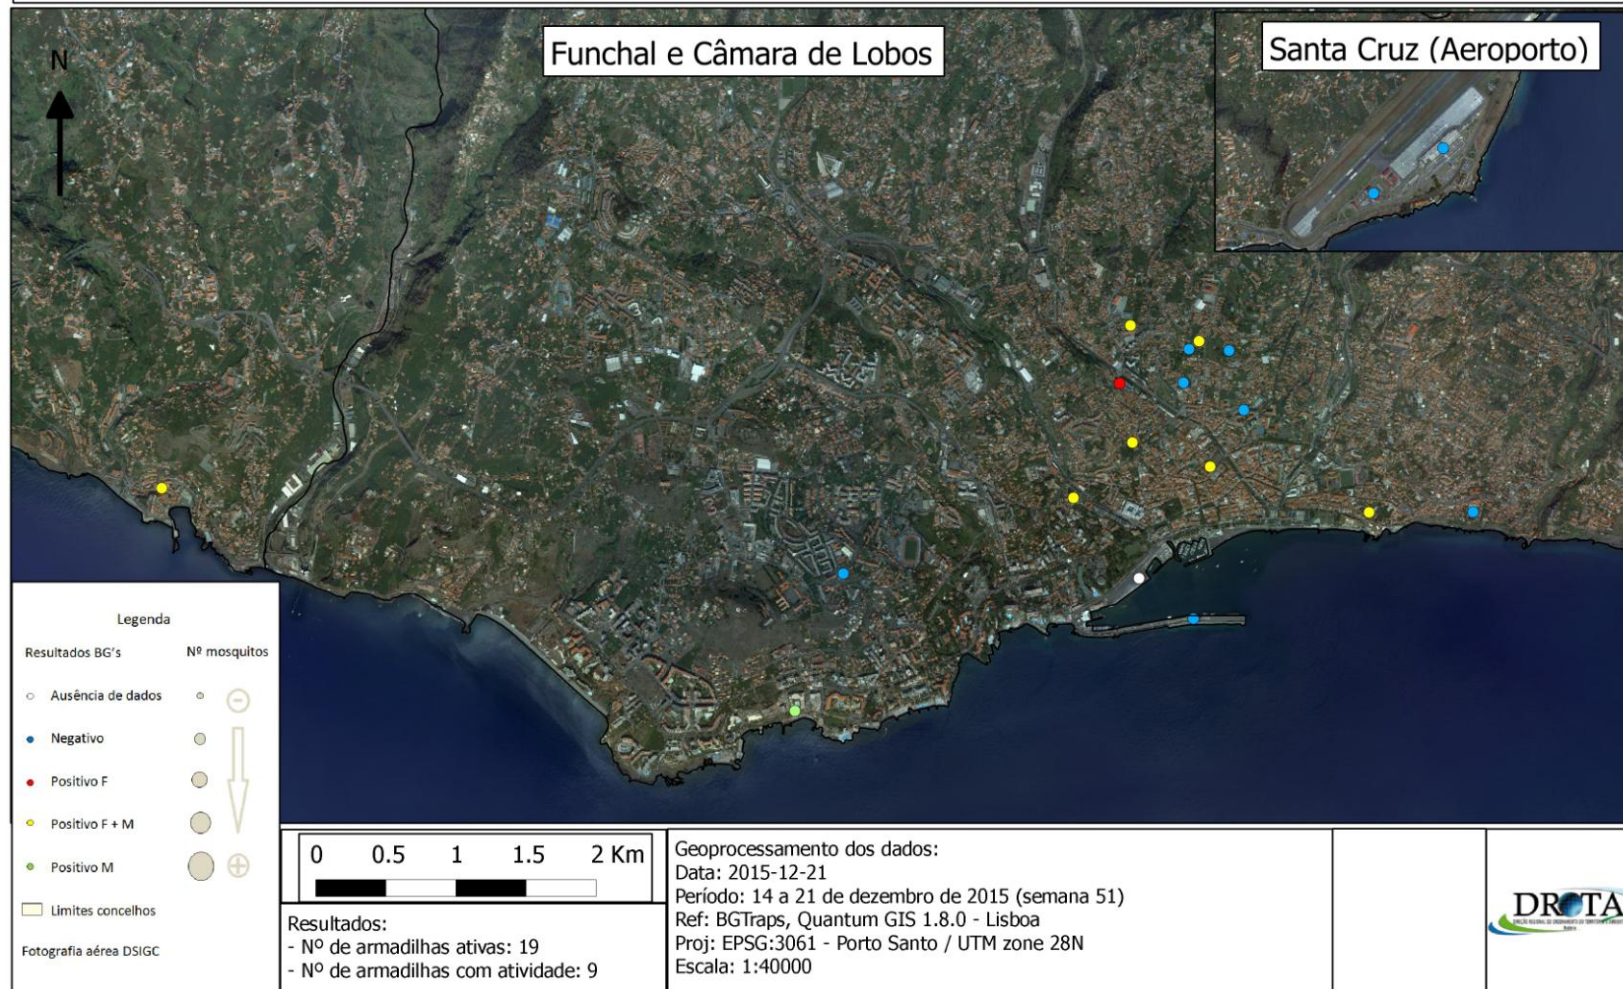 Funchal e Câmara de Lobos
Santa Cruz (Aeroporto)
N
Legenda
Resultados BG's
Nº mosquitos
Ausência de dados
Negativo
Positivo F
Positivo F + M
Positivo M
Limites concelhos
Fotografia aérea DSIGC
0 0.5 1 1.5 2 Km
Resultados:
- Nº de armadilhas ativas: 19
- Nº de armadilhas com atividade: 9
Geoprocessamento dos dados:
Data: 2015-12-21
Período: 14 a 21 de dezembro de 2015 (semana 51)
Ref: BGTraps, Quantum GIS 1.8.0 - Lisboa
Proj: EPSG:3061 - Porto Santo / UTM zone 28N
Escala: 1:40000
DROTA